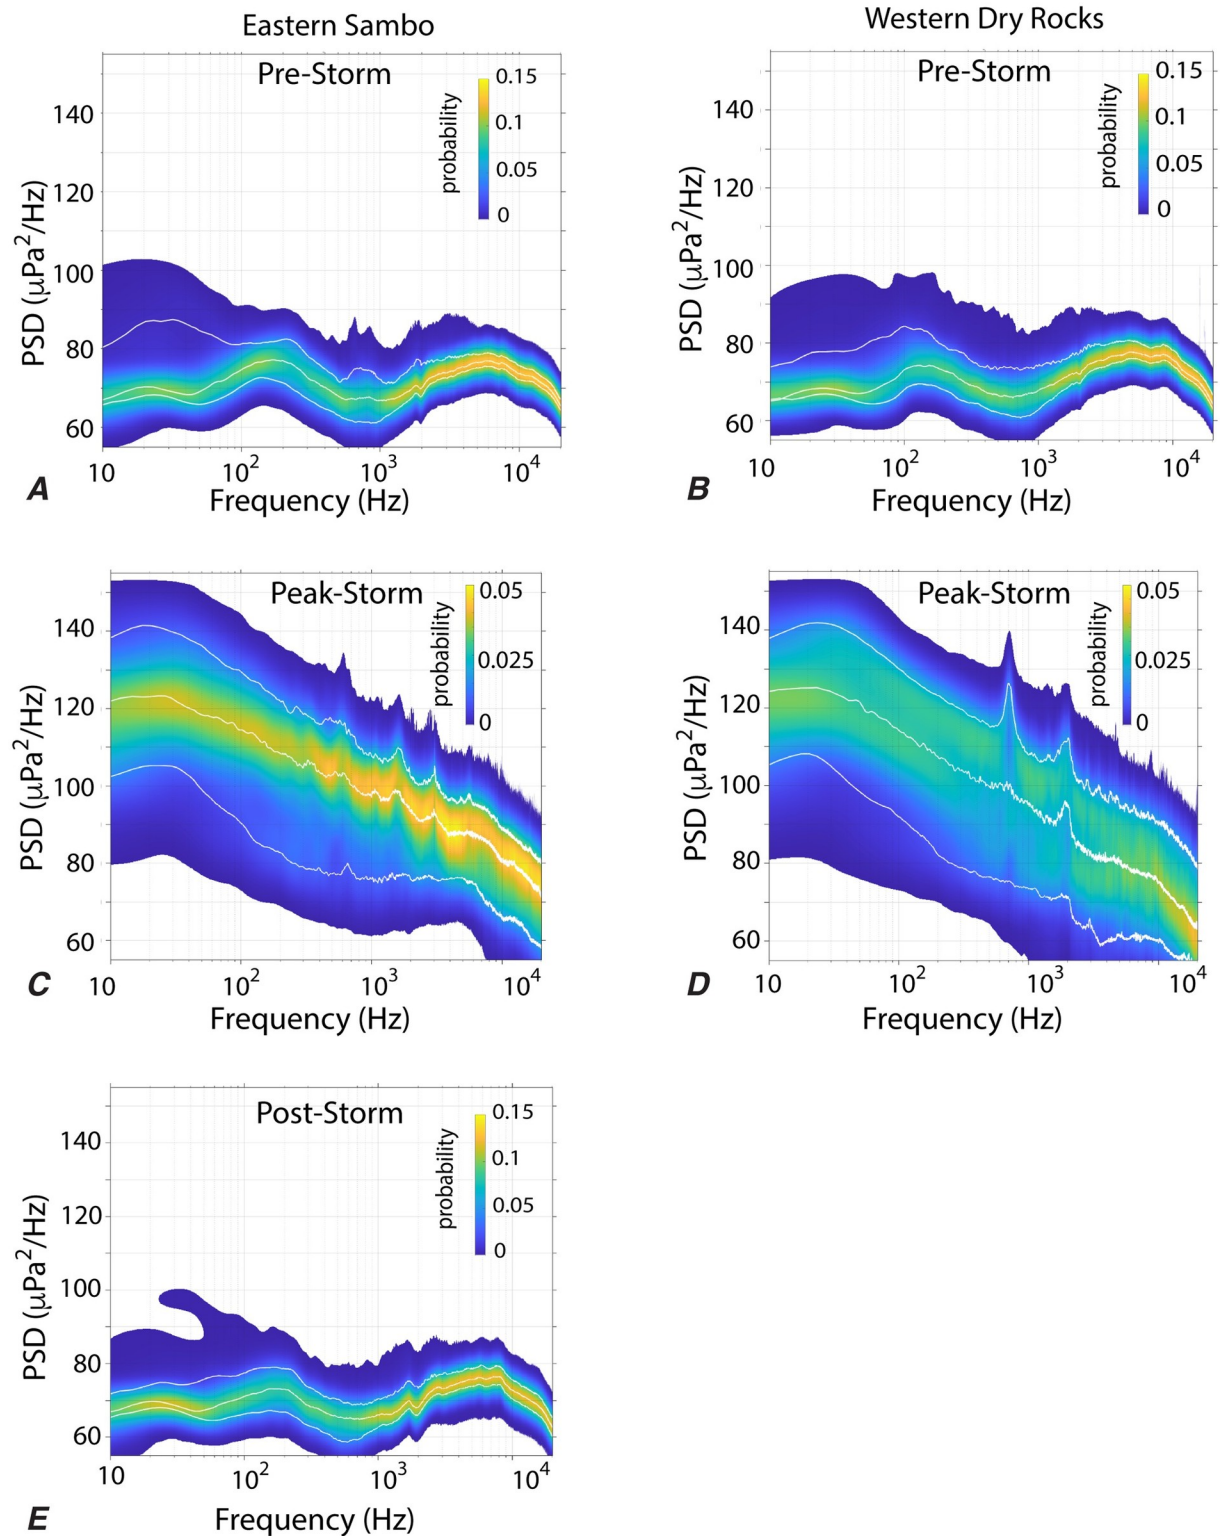 Eastern Sambo
Western Dry Rocks
Pre-Storm
probability
0.15
0.1
0.05
0
PSD (μPa²/Hz)
140
120
100
80
60
10
10²
10³
10⁴
Frequency (Hz)
A
Pre-Storm
probability
0.15
0.1
0.05
0
PSD (μPa²/Hz)
140
120
100
80
60
10
10²
10³
10⁴
Frequency (Hz)
B
Peak-Storm
probability
0.05
0.025
0
PSD (μPa²/Hz)
140
120
100
80
60
10
10²
10³
10⁴
Frequency (Hz)
C
Peak-Storm
probability
0.05
0.025
0
PSD (μPa²/Hz)
140
120
100
80
60
10
10²
10³
10⁴
Frequency (Hz)
D
Post-Storm
probability
0.15
0.1
0.05
0
PSD (μPa²/Hz)
140
120
100
80
60
10
10²
10³
10⁴
Frequency (Hz)
E